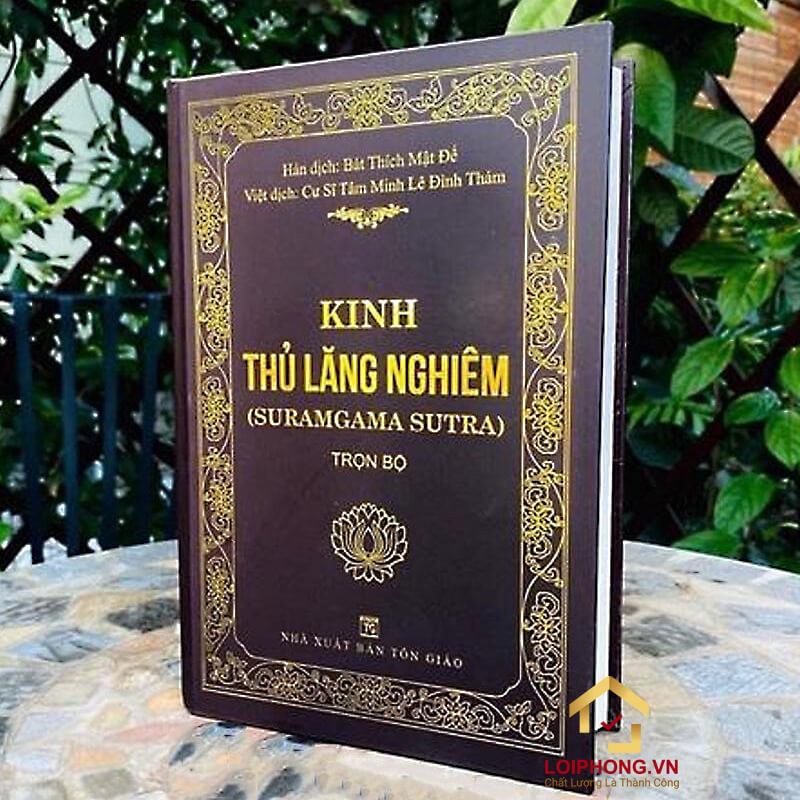 Hán dịch: Bát Thích Mật Đế
Việt dịch: Cư Sĩ Tâm Minh Lê Đình Thám
KINH
THỦ LĂNG NGHIÊM
(SURAMGAMA SUTRA)
TRỌN BỘ
TG
NHÀ XUẤT BẢN TÔN GIÁO
LOIPHONG.VN
Chất Lượng Là Thành Công